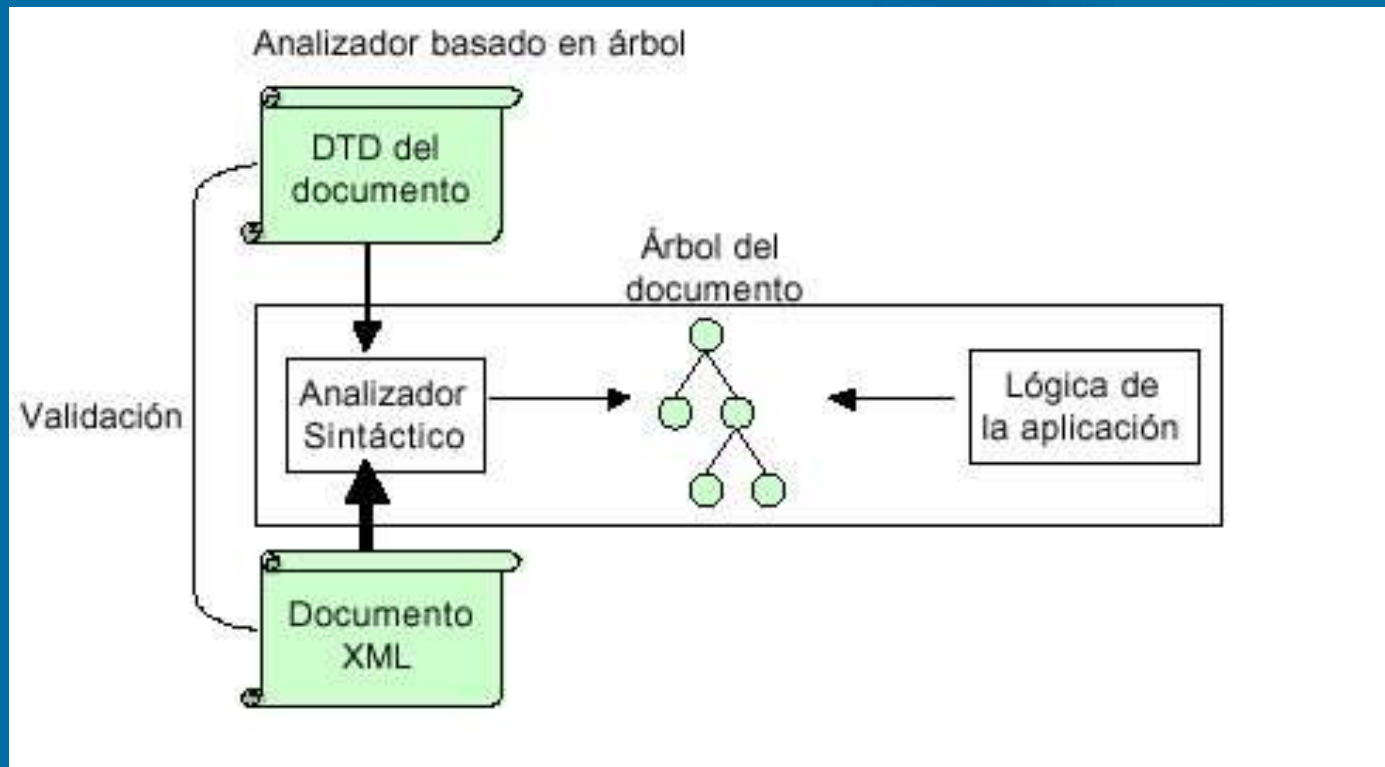 Analizador basado en árbol
DTD del
documento
Árbol del
documento
Analizador
Sintáctico
Lógica de
la aplicación
Validación
Documento
XML